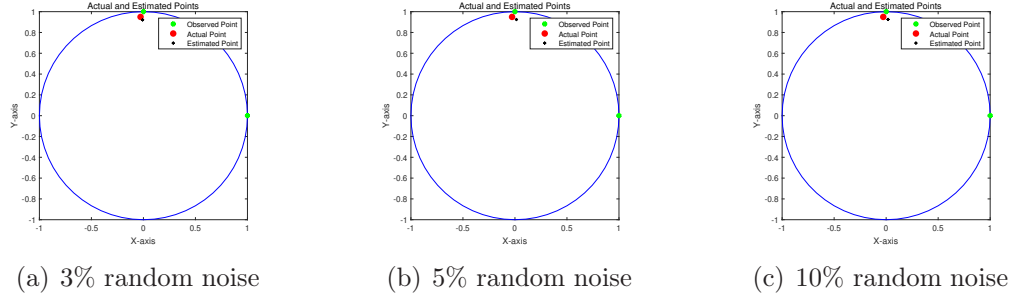 Actual and Estimated Points
1
0.8
0.6
0.4
0.2
0
-0.2
-0.4
-0.6
-0.8
-1
Y-axis
Observed Point
Actual Point
Estimated Point
-1 -0.5 0 0.5 1
X-axis
(a) 3% random noise
Actual and Estimated Points
1
0.8
0.6
0.4
0.2
0
-0.2
-0.4
-0.6
-0.8
-1
Y-axis
Observed Point
Actual Point
Estimated Point
-1 -0.5 0 0.5 1
X-axis
(b) 5% random noise
Actual and Estimated Points
1
0.8
0.6
0.4
0.2
0
-0.2
-0.4
-0.6
-0.8
-1
Y-axis
Observed Point
Actual Point
Estimated Point
-1 -0.5 0 0.5 1
X-axis
(c) 10% random noise